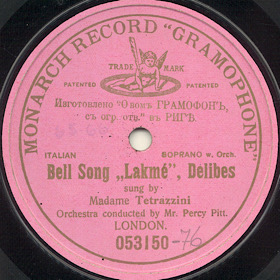 MONARCH RECORD "GRAMOPHONE"
TRADE MARK
PATENTED PATENTED
Изготовлено "О-вомъ ГРАМОФОНЪ,
съ огр. отв." въ РИГѢ.
ITALIAN SOPRANO w. Orch.
Bell Song „Lakmé", Delibes
sung by
Madame Tetrazzini
Orchestra conducted by Mr. Percy Pitt.
LONDON.
053150-76